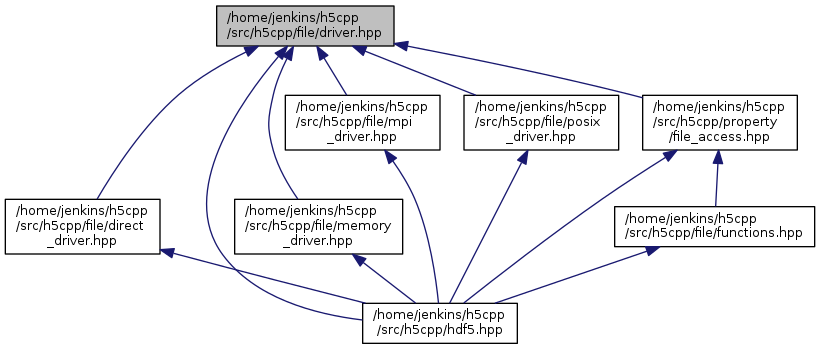 /home/jenkins/h5cpp
/src/h5cpp/file/driver.hpp
/home/jenkins/h5cpp
/src/h5cpp/file/mpi
_driver.hpp
/home/jenkins/h5cpp
/src/h5cpp/file/posix
_driver.hpp
/home/jenkins/h5cpp
/src/h5cpp/property
/file_access.hpp
/home/jenkins/h5cpp
/src/h5cpp/file/direct
_driver.hpp
/home/jenkins/h5cpp
/src/h5cpp/file/memory
_driver.hpp
/home/jenkins/h5cpp
/src/h5cpp/file/functions.hpp
/home/jenkins/h5cpp
/src/h5cpp/hdf5.hpp